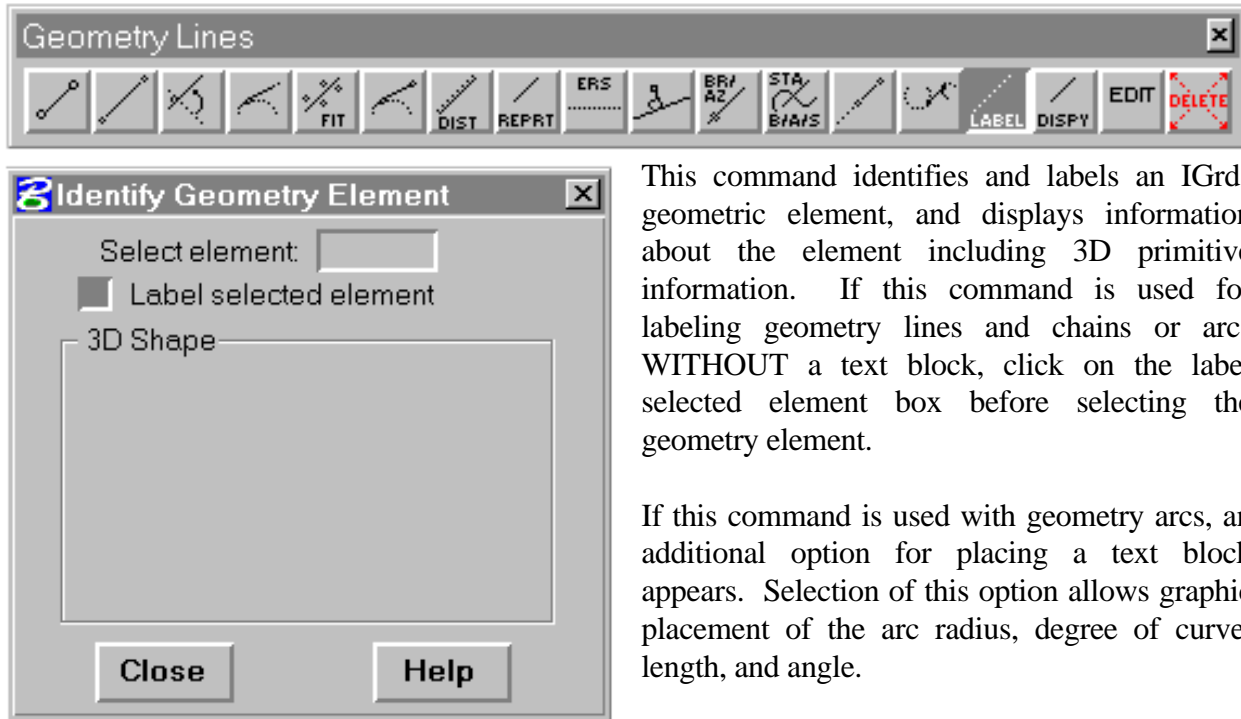 Geometry Lines
FIT DIST REPRT ERS BR/ AZ STA B/A/S LABEL DISPY EDIT DELETE
Identify Geometry Element
Select element:
Label selected element
3D Shape
Close Help
This command identifies and labels an IGrd
geometric element, and displays information
about the element including 3D primitive
information. If this command is used fo
labeling geometry lines and chains or arc
WITHOUT a text block, click on the labe
selected element box before selecting the
geometry element.
If this command is used with geometry arcs, an
additional option for placing a text block
appears. Selection of this option allows graphic
placement of the arc radius, degree of curve
length, and angle.